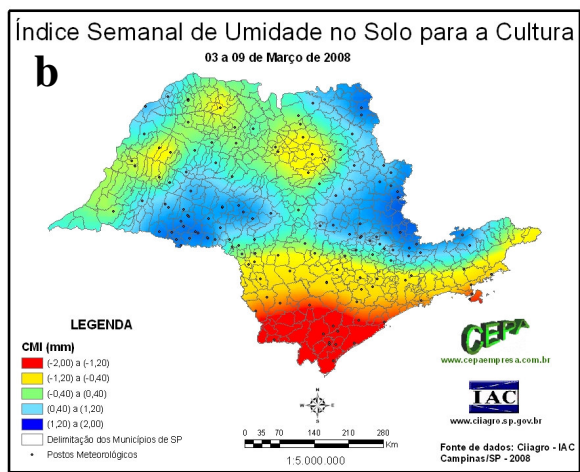 Índice Semanal de Umidade no Solo para a Cultura
03 a 09 de Março de 2008
b
LEGENDA
CMI (mm)
(-2,00) a (-1,20)
(-1,20) a (-0,40)
(-0,40) a (0,40)
(0,40) a (1,20)
(1,20) a (2,00)
Delimitação dos Municípios de SP
Postos Meteorológicos
N
W E
S
0 35 70 140 210 280
Km
1:5.000.000
CEPA
www.cepaempresa.com.br
IAC
www.ciiagro.sp.gov.br
Fonte de dados: Ciiagro - IAC
Campinas/SP - 2008